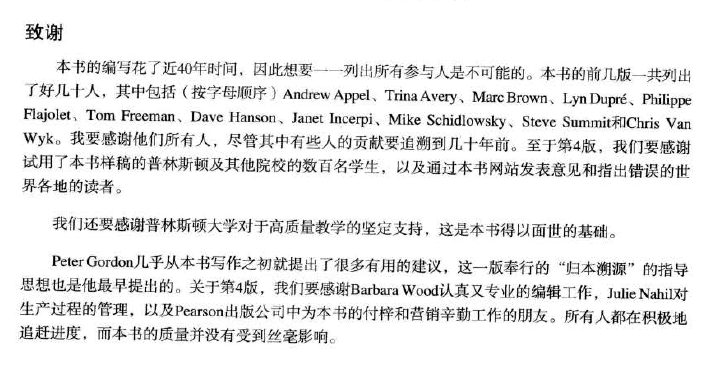 致谢
本书的编写花了近40年时间，因此想要一一列出所有参与人是不可能的。本书的前几版一共列出
了好几十人，其中包括（按字母顺序）Andrew Appel、Trina Avery、Marc Brown、Lyn Dupré、Philippe
Flajolet、Tom Freeman、Dave Hanson、Janet Incerpi、Mike Schidlowsky、Steve Summit和Chris Van
Wyk。我要感谢他们所有人，尽管其中有些人的贡献要追溯到几十年前。至于第4版，我们要感谢
试用了本书样稿的普林斯顿及其他院校的数百名学生，以及通过本书网站发表意见和指出错误的世
界各地的读者。
我们还要感谢普林斯顿大学对于高质量教学的坚定支持，这是本书得以面世的基础。
Peter Gordon几乎从本书写作之初就提出了很多有用的建议，这一版奉行的“归本溯源”的指导
思想也是他最早提出的。关于第4版，我们要感谢Barbara Wood认真又专业的编辑工作，Julie Nahil对
生产过程的管理，以及Pearson出版公司中为本书的付梓和营销辛勤工作的朋友。所有人都在积极地
追赶进度，而本书的质量并没有受到丝毫影响。